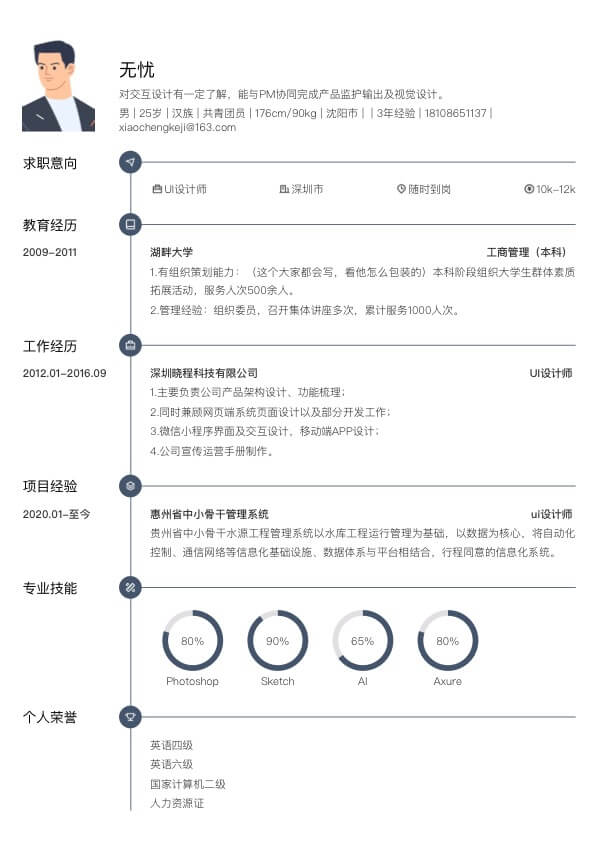 无忧
对交互设计有一定了解，能与PM协同完成产品监护输出及视觉设计。
男 | 25岁 | 汉族 | 共青团员 | 176cm/90kg | 沈阳市 | | 3年经验 | 18108651137 |
xiaochengkeji@163.com
求职意向
UI设计师 深圳市 随时到岗 10k-12k
教育经历
2009-2011 湖畔大学 工商管理（本科）
1.有组织策划能力：（这个大家都会写，看他怎么包装的）本科阶段组织大学生群体素质
拓展活动，服务人次500余人。
2.管理经验：组织委员，召开集体讲座多次，累计服务1000人次。
工作经历
2012.01-2016.09 深圳晓程科技有限公司 UI设计师
1.主要负责公司产品架构设计、功能梳理；
2.同时兼顾网页端系统页面设计以及部分开发工作；
3.微信小程序界面及交互设计，移动端APP设计；
4.公司宣传运营手册制作。
项目经验
2020.01-至今 惠州省中小骨干管理系统 ui设计师
贵州省中小骨干水源工程管理系统以水库工程运行管理为基础，以数据为核心，将自动化
控制、通信网络等信息化基础设施、数据体系与平台相结合，行程同意的信息化系统。
专业技能
80% 90% 65% 80%
Photoshop Sketch AI Axure
个人荣誉
英语四级
英语六级
国家计算机二级
人力资源证